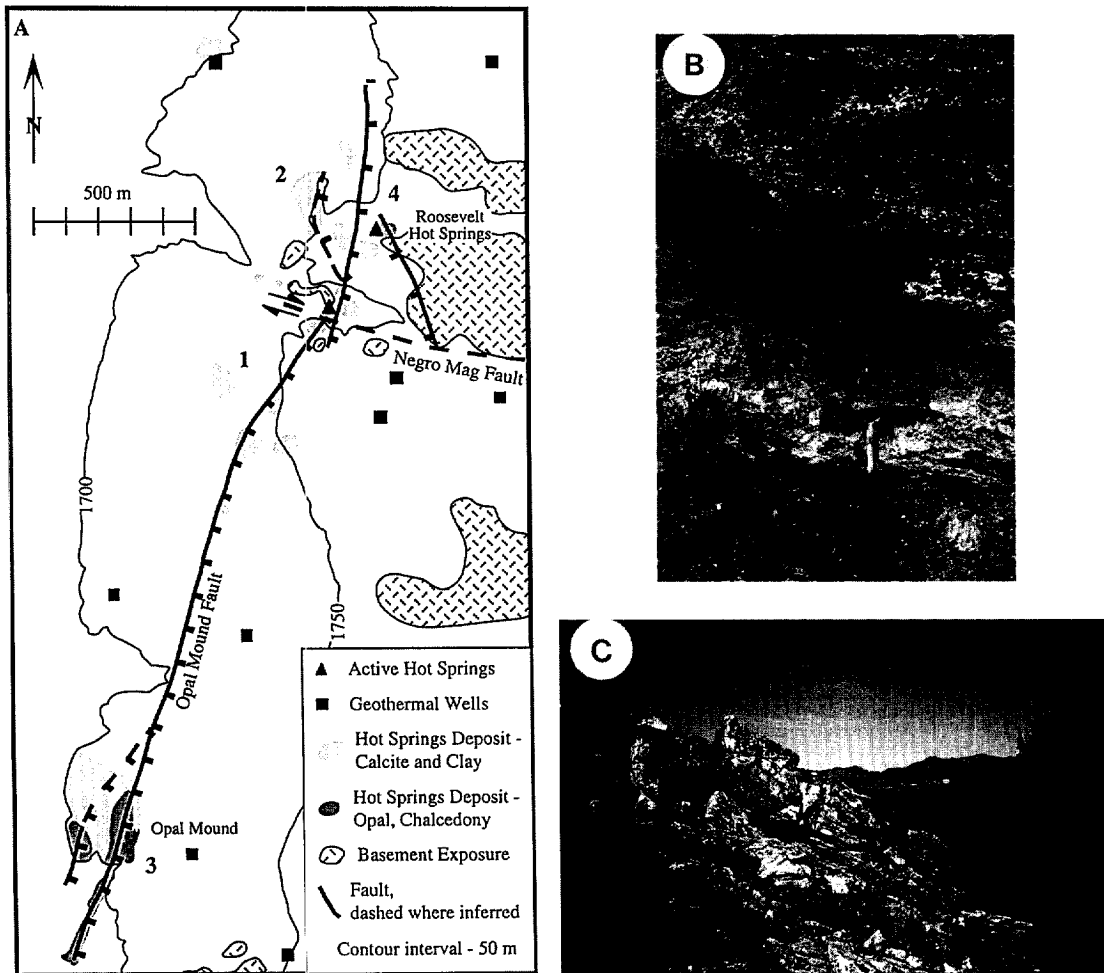 A
N
500 m
2
4
Roosevelt
Hot Springs
1
Negro Mag Fault
1700
Opal Mound Fault
1750
Opal Mound
3
Active Hot Springs
Geothermal Wells
Hot Springs Deposit -
Calcite and Clay
Hot Springs Deposit -
Opal, Chalcedony
Basement Exposure
Fault,
dashed where inferred
Contour interval - 50 m
B
C